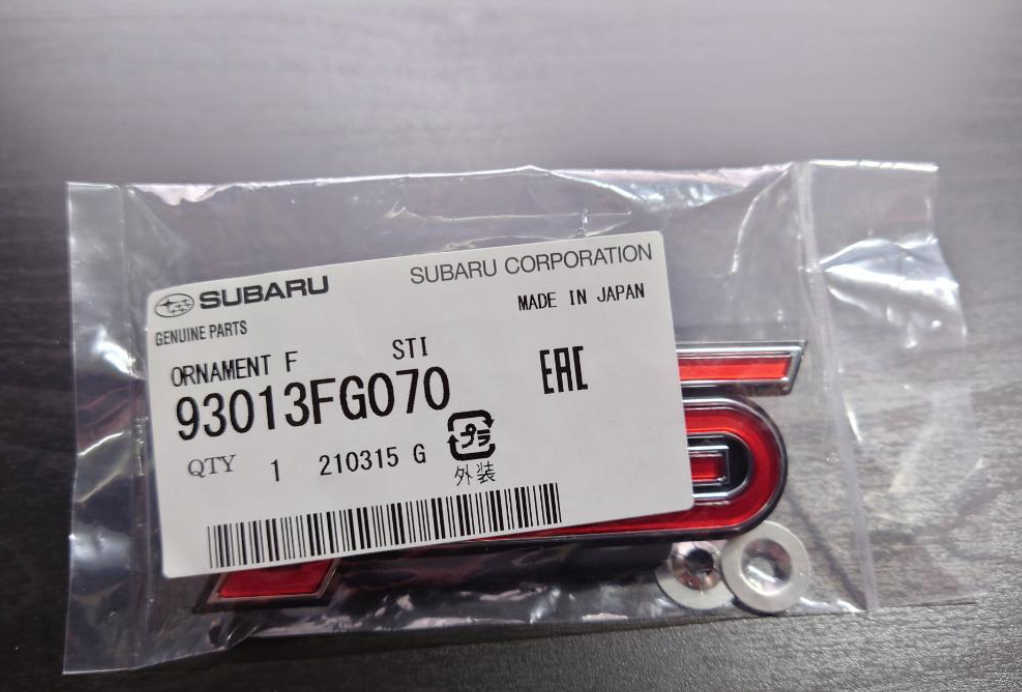 SUBARU
SUBARU CORPORATION
GENUINE PARTS
MADE IN JAPAN
ORNAMENT F STI
93013FG070
EAC
QTY 1 210315 G
プラ
外装